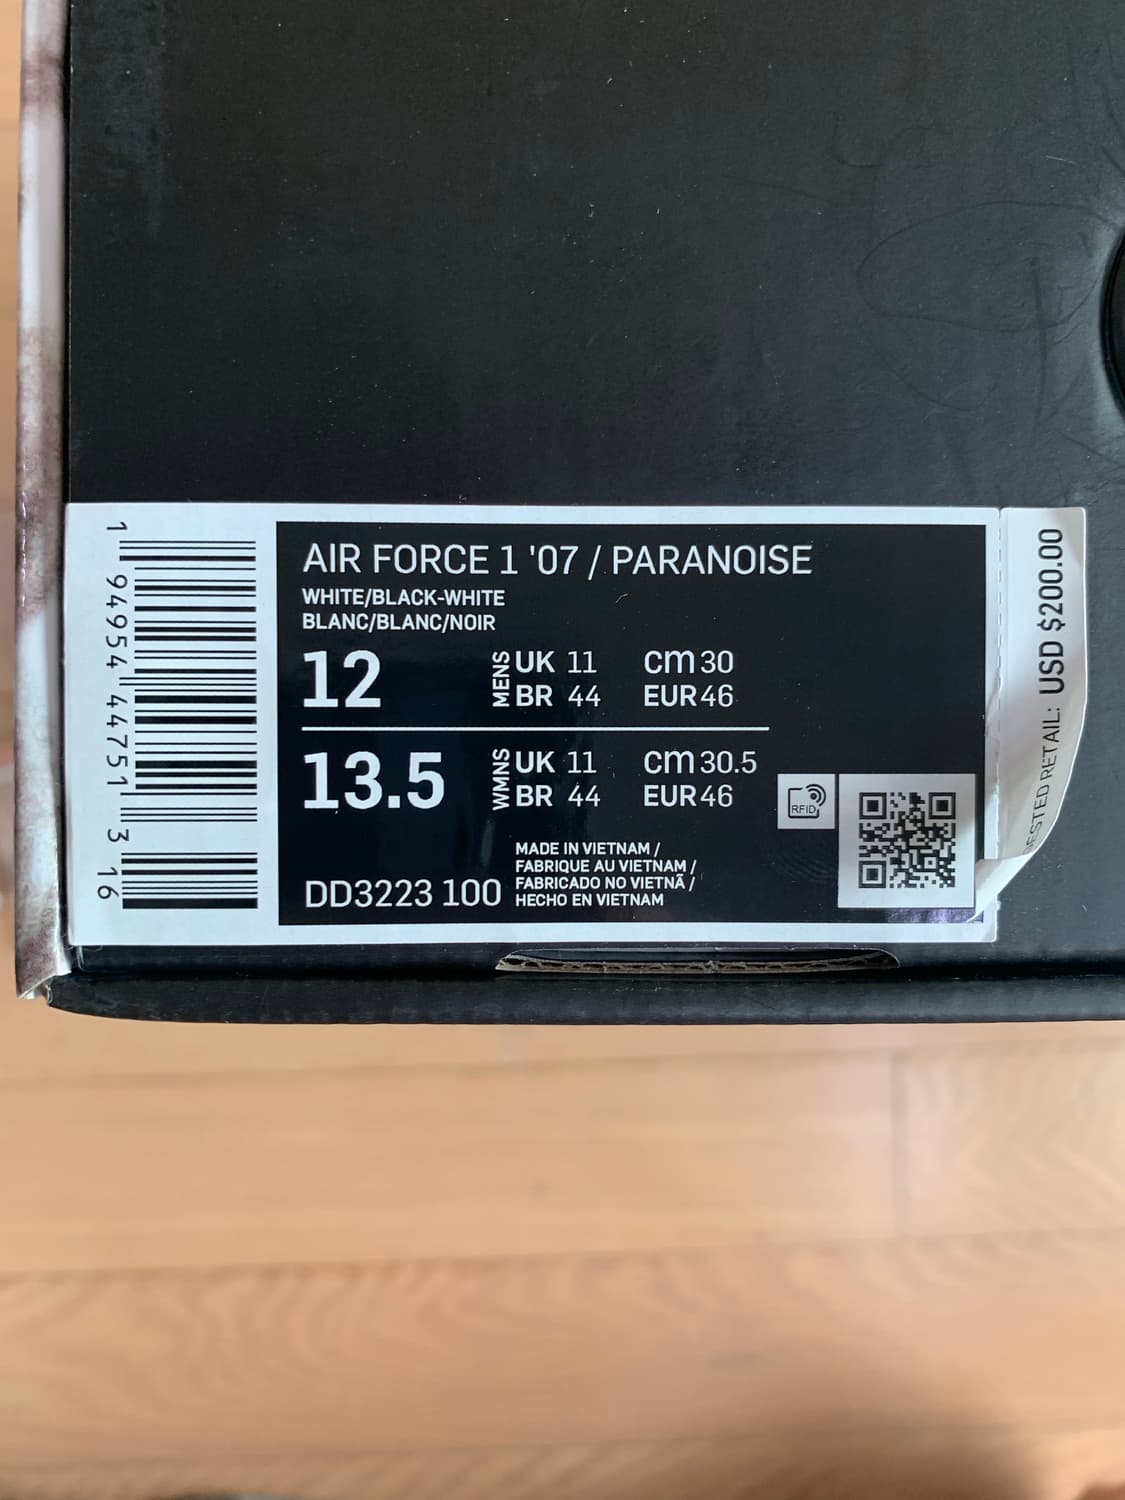 AIR FORCE 1 '07 / PARANOISE
WHITE/BLACK-WHITE
BLANC/BLANC/NOIR
12
MENS
UK 11
cm 30
BR 44
EUR 46
13.5
WMNS
UK 11
cm 30.5
BR 44
EUR 46
RFID
MADE IN VIETNAM /
FABRIQUE AU VIETNAM /
FABRICADO NO VIETNÃ /
HECHO EN VIETNAM
DD3223 100
1 94954 44751 3 16
RETAIL: USD $200.00